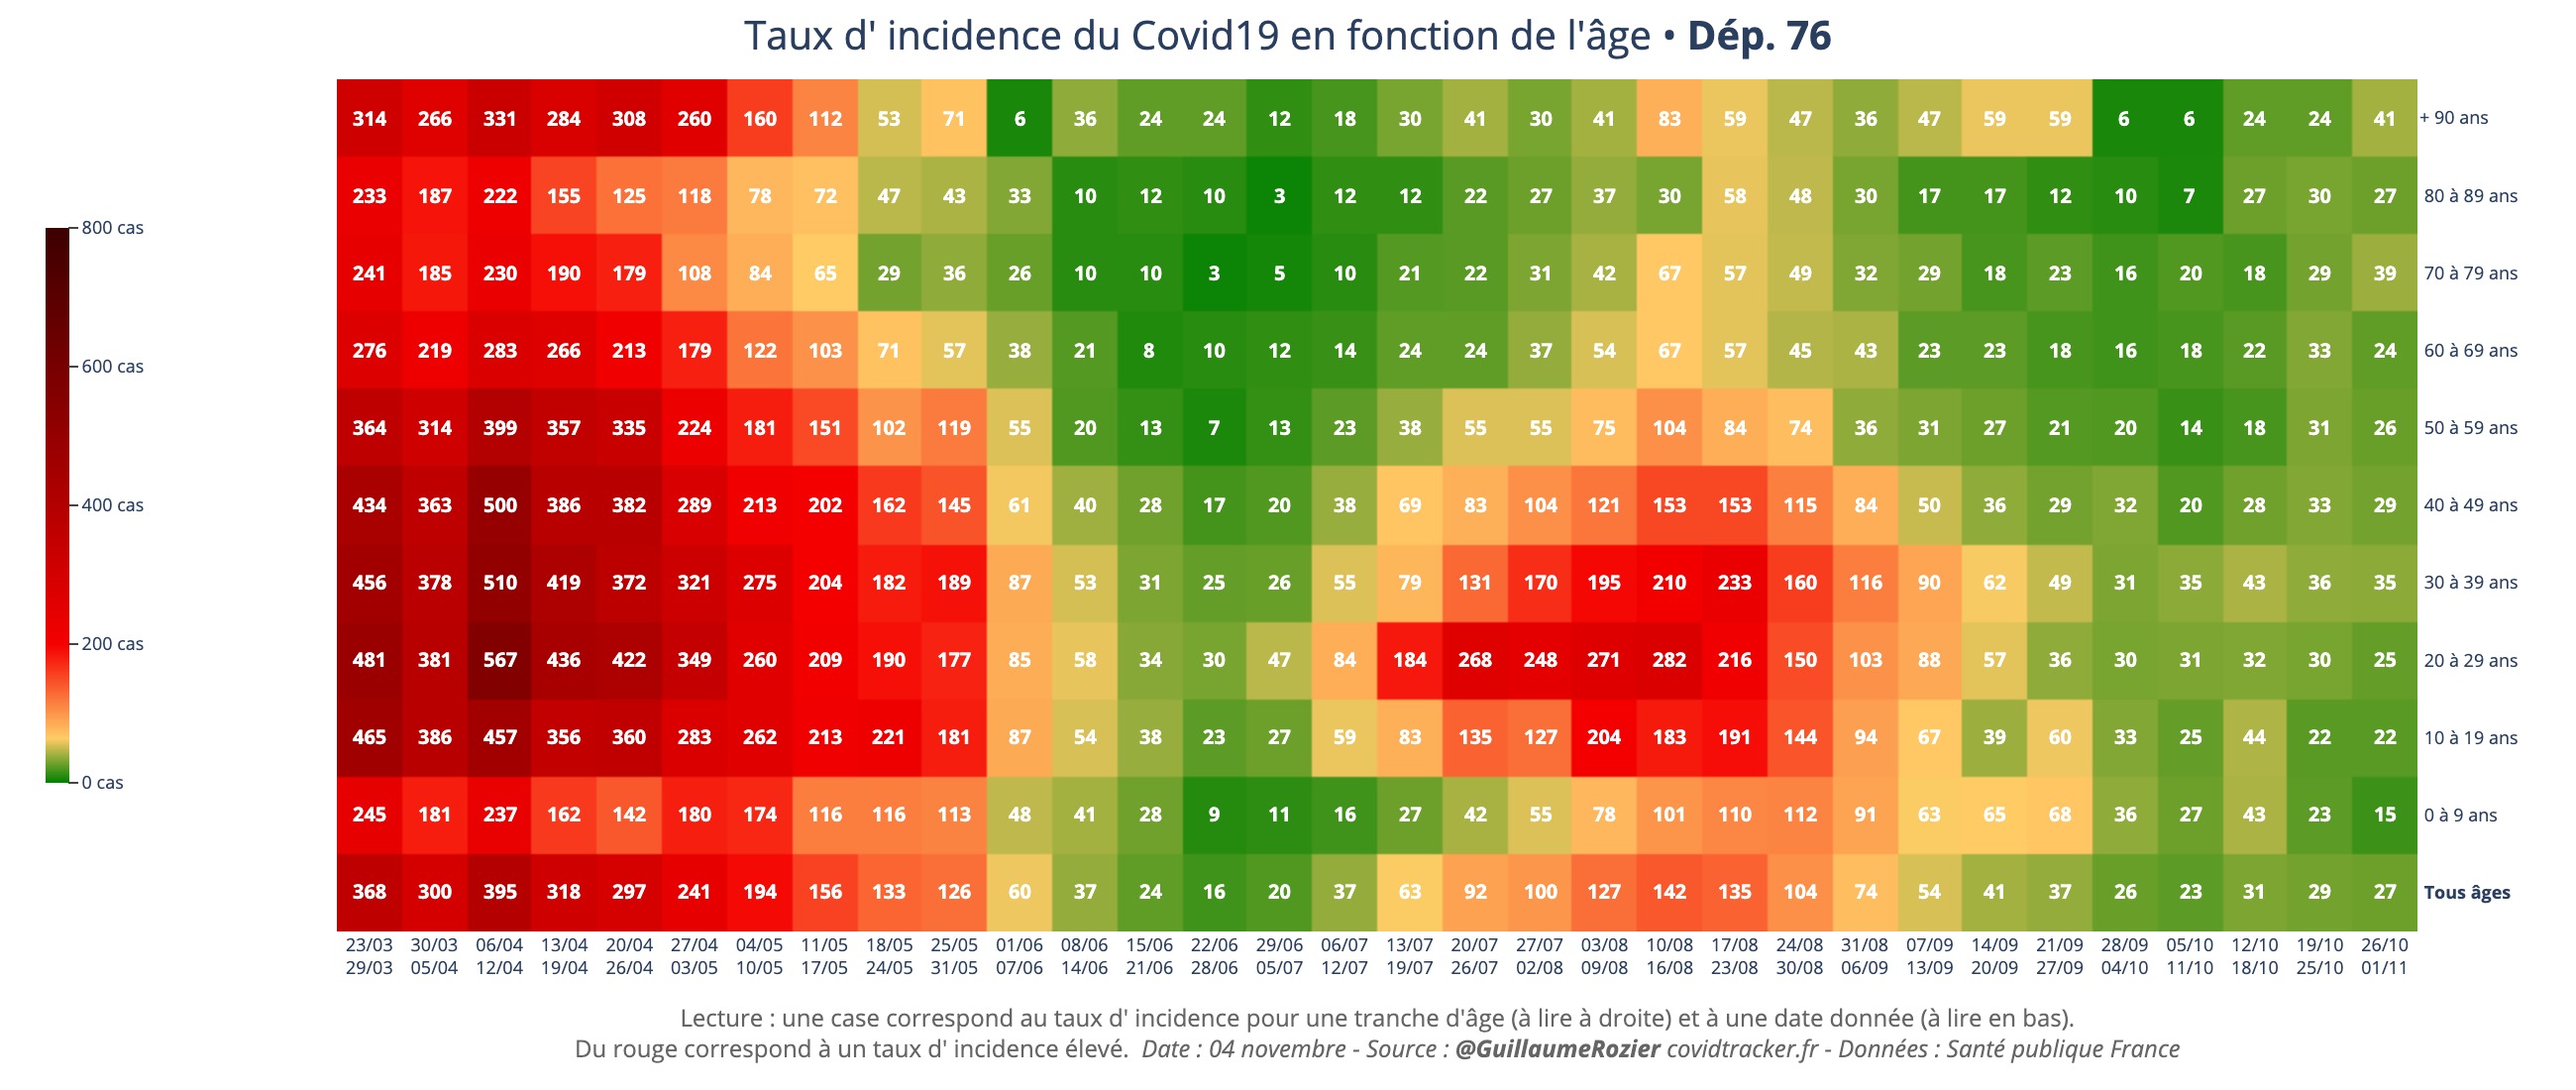 Taux d' incidence du Covid19 en fonction de l'âge • Dép. 76
314 266 331 284 308 260 160 112 53 71 6 36 24 24 12 18 30 41 30 41 83 59 47 36 47 59 59 6 6 24 24 41 + 90 ans
233 187 222 155 125 118 78 72 47 43 33 10 12 10 3 12 12 22 27 37 30 58 48 30 17 17 12 10 7 27 30 27 80 à 89 ans
800 cas
241 185 230 190 179 108 84 65 29 36 26 10 10 3 5 10 21 22 31 42 67 57 49 32 29 18 23 16 20 18 29 39 70 à 79 ans
276 219 283 266 213 179 122 103 71 57 38 21 8 10 12 14 24 24 37 54 67 57 45 43 23 23 18 16 18 22 33 24 60 à 69 ans
600 cas
364 314 399 357 335 224 181 151 102 119 55 20 13 7 13 23 38 55 55 75 104 84 74 36 31 27 21 20 14 18 31 26 50 à 59 ans
400 cas
434 363 500 386 382 289 213 202 162 145 61 40 28 17 20 38 69 83 104 121 153 153 115 84 50 36 29 32 20 28 33 29 40 à 49 ans
456 378 510 419 372 321 275 204 182 189 87 53 31 25 26 55 79 131 170 195 210 233 160 116 90 62 49 31 35 43 36 35 30 à 39 ans
200 cas
481 381 567 436 422 349 260 209 190 177 85 58 34 30 47 84 184 268 248 271 282 216 150 103 88 57 36 30 31 32 30 25 20 à 29 ans
465 386 457 356 360 283 262 213 221 181 87 54 38 23 27 59 83 135 127 204 183 191 144 94 67 39 60 33 25 44 22 22 10 à 19 ans
0 cas
245 181 237 162 142 180 174 116 116 113 48 41 28 9 11 16 27 42 55 78 101 110 112 91 63 65 68 36 27 43 23 15 0 à 9 ans
368 300 395 318 297 241 194 156 133 126 60 37 24 16 20 37 63 92 100 127 142 135 104 74 54 41 37 26 23 31 29 27 Tous âges
23/03 30/03 06/04 13/04 20/04 27/04 04/05 11/05 18/05 25/05 01/06 08/06 15/06 22/06 29/06 06/07 13/07 20/07 27/07 03/08 10/08 17/08 24/08 31/08 07/09 14/09 21/09 28/09 05/10 12/10 19/10 26/10
29/03 05/04 12/04 19/04 26/04 03/05 10/05 17/05 24/05 31/05 07/06 14/06 21/06 28/06 05/07 12/07 19/07 26/07 02/08 09/08 16/08 23/08 30/08 06/09 13/09 20/09 27/09 04/10 11/10 18/10 25/10 01/11
Lecture : une case correspond au taux d' incidence pour une tranche d'âge (à lire à droite) et à une date donnée (à lire en bas).
Du rouge correspond à un taux d' incidence élevé. Date : 04 novembre - Source : @GuillaumeRozier covidtracker.fr - Données : Santé publique France